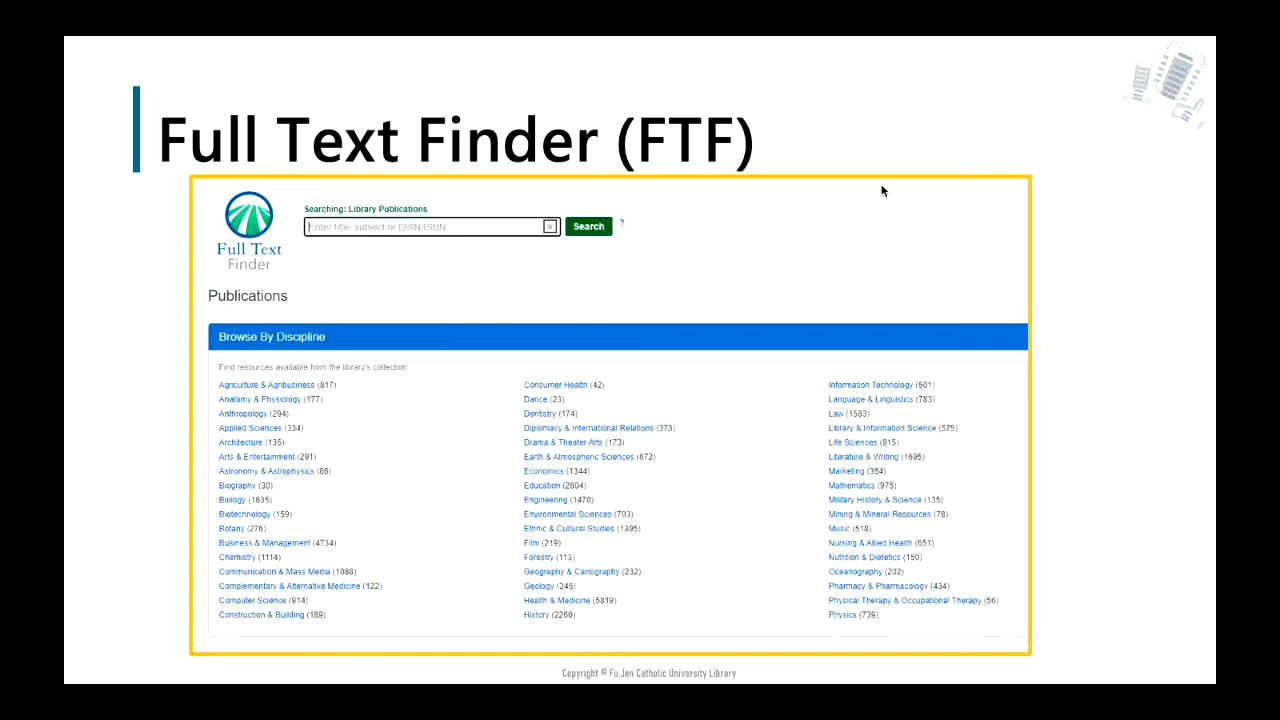 Full Text Finder (FTF)
Searching: Library Publications
Enter title, subject or ISSN/ISBN
Search
?
Full Text
Finder
Publications
Browse By Discipline
Find resources available from the library's collection
Agriculture & Agribusiness (817)
Anatomy & Physiology (177)
Anthropology (294)
Applied Sciences (334)
Architecture (135)
Arts & Entertainment (291)
Astronomy & Astrophysics (86)
Biography (30)
Biology (1635)
Biotechnology (159)
Botany (276)
Business & Management (4734)
Chemistry (1114)
Communication & Mass Media (1088)
Complementary & Alternative Medicine (122)
Computer Science (914)
Construction & Building (189)
Consumer Health (42)
Dance (23)
Dentistry (174)
Diplomacy & International Relations (373)
Drama & Theater Arts (173)
Earth & Atmospheric Sciences (672)
Economics (1344)
Education (2604)
Engineering (1470)
Environmental Sciences (703)
Ethnic & Cultural Studies (1395)
Film (219)
Forestry (113)
Geography & Cartography (232)
Geology (245)
Health & Medicine (5819)
History (2260)
Information Technology (501)
Language & Linguistics (783)
Law (1583)
Library & Information Science (575)
Life Sciences (815)
Literature & Writing (1695)
Marketing (354)
Mathematics (975)
Military History & Science (135)
Mining & Mineral Resources (78)
Music (518)
Nursing & Allied Health (651)
Nutrition & Dietetics (150)
Oceanography (202)
Pharmacy & Pharmacology (434)
Physical Therapy & Occupational Therapy (56)
Physics (739)
Copyright © Fu Jen Catholic University Library